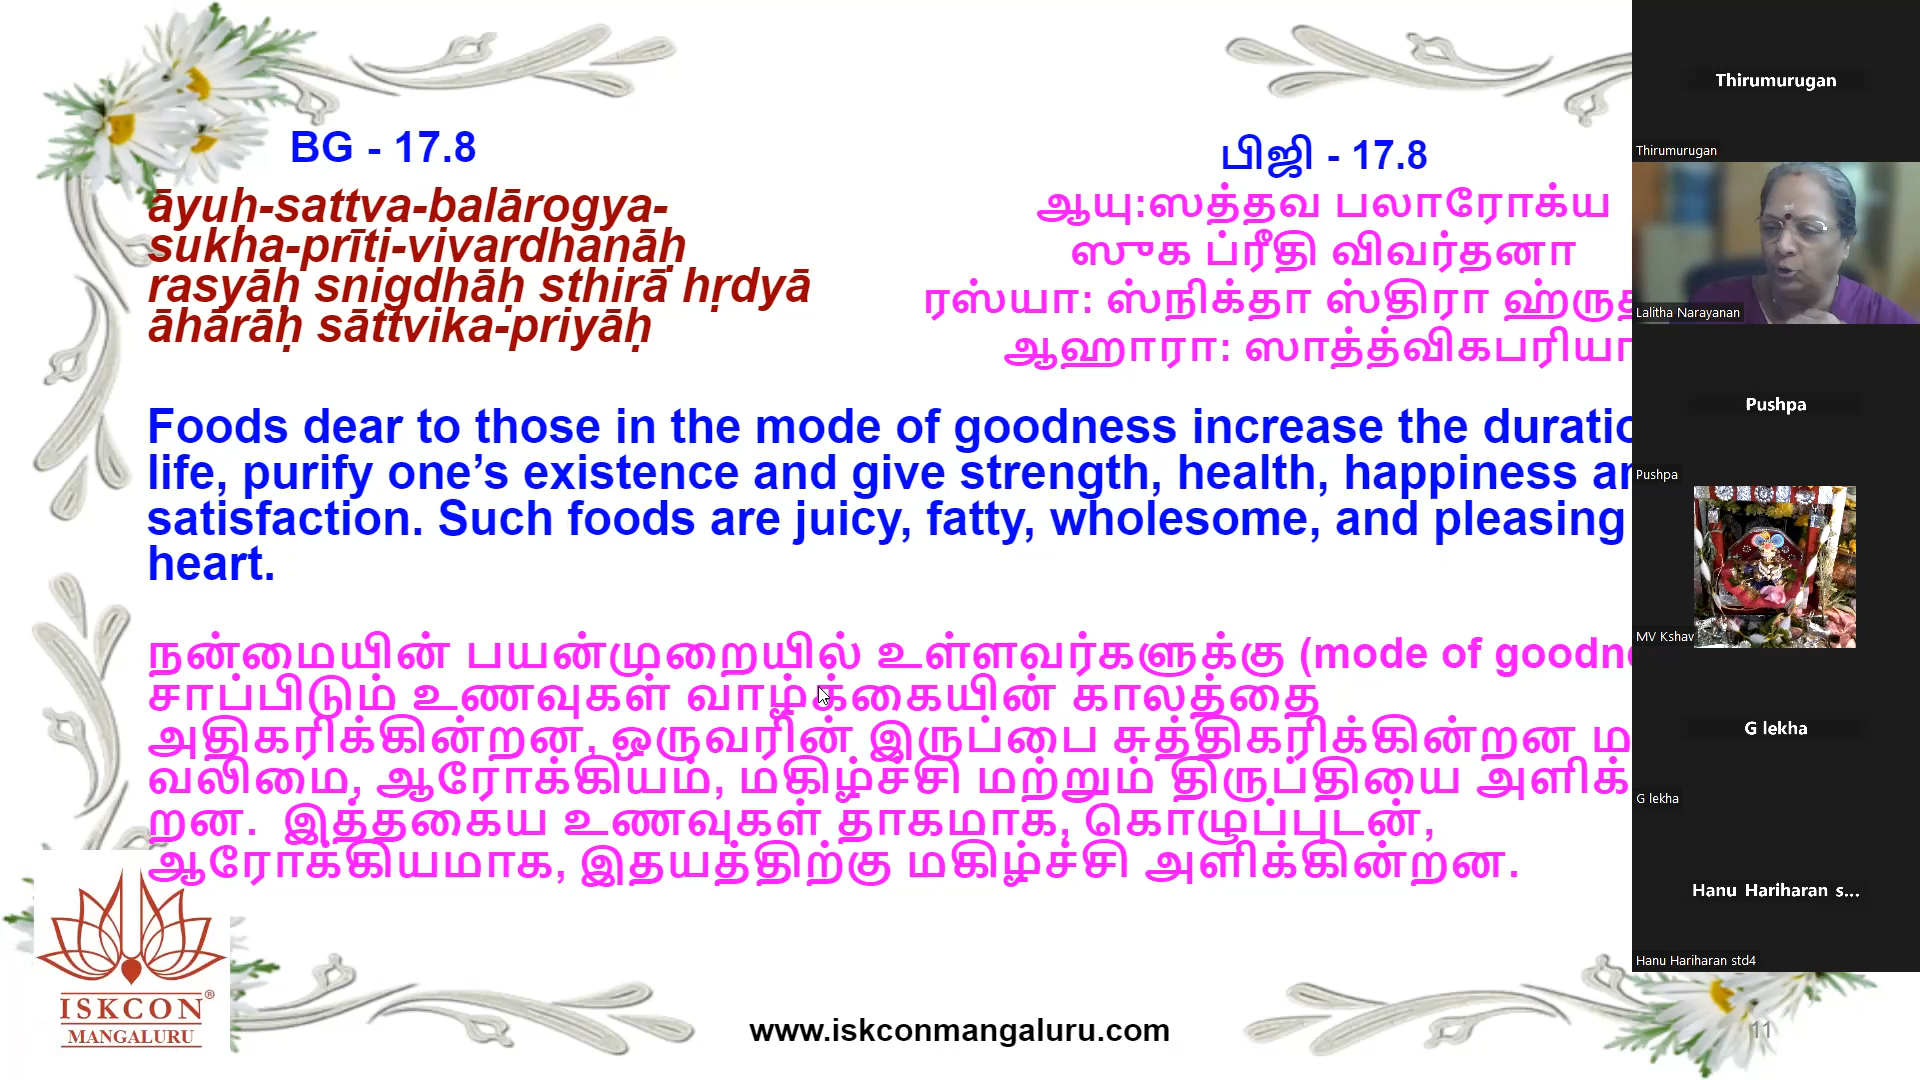 BG - 17.8
āyuḥ-sattva-balārogya-
sukha-prīti-vivardhanāḥ
rasyāḥ snigdhāḥ sthirā hṛdyā
āhārāḥ sāttvika-priyāḥ
பிஜி - 17.8
ஆயு:ஸத்தவ பலாரோக்ய
ஸுக ப்ரீதி விவர்தனா
ரஸ்யா: ஸ்நிக்தா ஸ்திரா
ஆஹாரா: ஸாத்த்விகபரியா
Foods dear to those in the mode of goodness increase the
life, purify one’s existence and give strength, health, happiness
satisfaction. Such foods are juicy, fatty, wholesome, and pleasing
heart.
நன்மையின் பயன்முறையில் உள்ளவர்களுக்கு (mode of
சாப்பிடும் உணவுகள் வாழ்க்கையின் காலத்தை
அதிகரிக்கின்றன, ஒருவரின் இருப்பை சுத்திகரிக்கின்றன
வலிமை, ஆரோக்கியம், மகிழ்ச்சி மற்றும் திருப்தியை அளிக்
றன. இத்தகைய உணவுகள் தாகமாக, கொழுப்புடன்,
ஆரோக்கியமாக, இதயத்திற்கு மகிழ்ச்சி அளிக்கின்றன.
ISKCON®
MANGALURU
www.iskconmangaluru.com
11
Thirumurugan
Thirumurugan
Lalitha Narayanan
Pushpa
Pushpa
MV Kshav
G lekha
G lekha
Hanu Hariharan s...
Hanu Hariharan std4